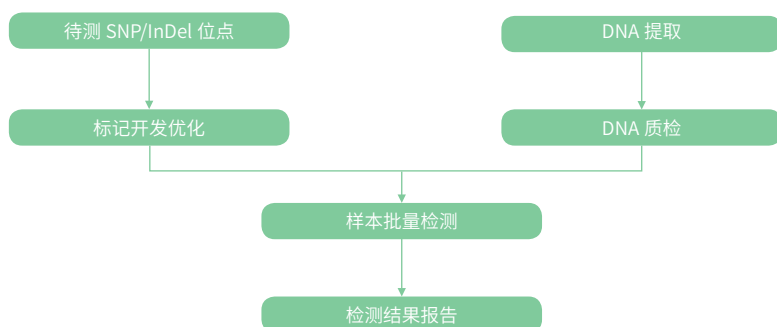 待测 SNP/InDel 位点
DNA 提取
标记开发优化
DNA 质检
样本批量检测
检测结果报告